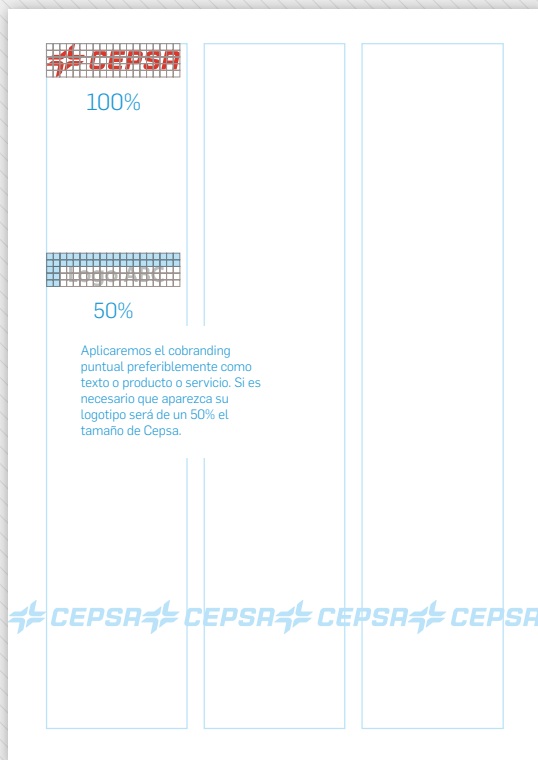 CEPSA
100%
Logo ABC
50%
Aplicaremos el cobranding
puntual preferiblemente como
texto o producto o servicio. Si es
necesario que aparezca su
logotipo será de un 50% el
tamaño de Cepsa.
CEPSA CEPSA CEPSA CEPSA